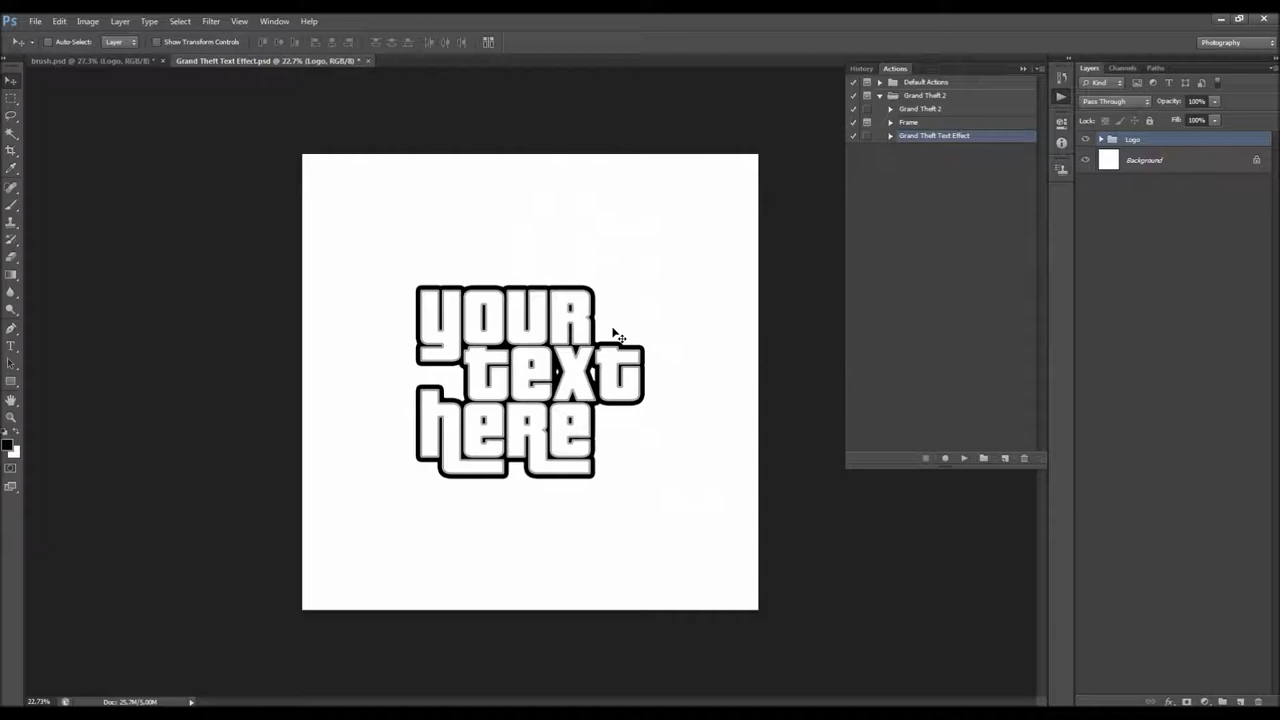 Ps File Edit Image Layer Type Select Filter View Window Help
Auto-Select: Layer Show Transform Controls Photography
brush.psd @ 27.3% (Logo, RGB/8) * × Grand Theft Text Effect.psd @ 22.7% (Logo, RGB/8) * ×
History Actions
Default Actions
Grand Theft 2
Grand Theft 2
Frame
Grand Theft Text Effect
Layers Channels Paths
Kind
Pass Through Opacity: 100%
Lock: Fill: 100%
Logo
Background
your
text
here
22.73% Doc: 25.7M/5.00M